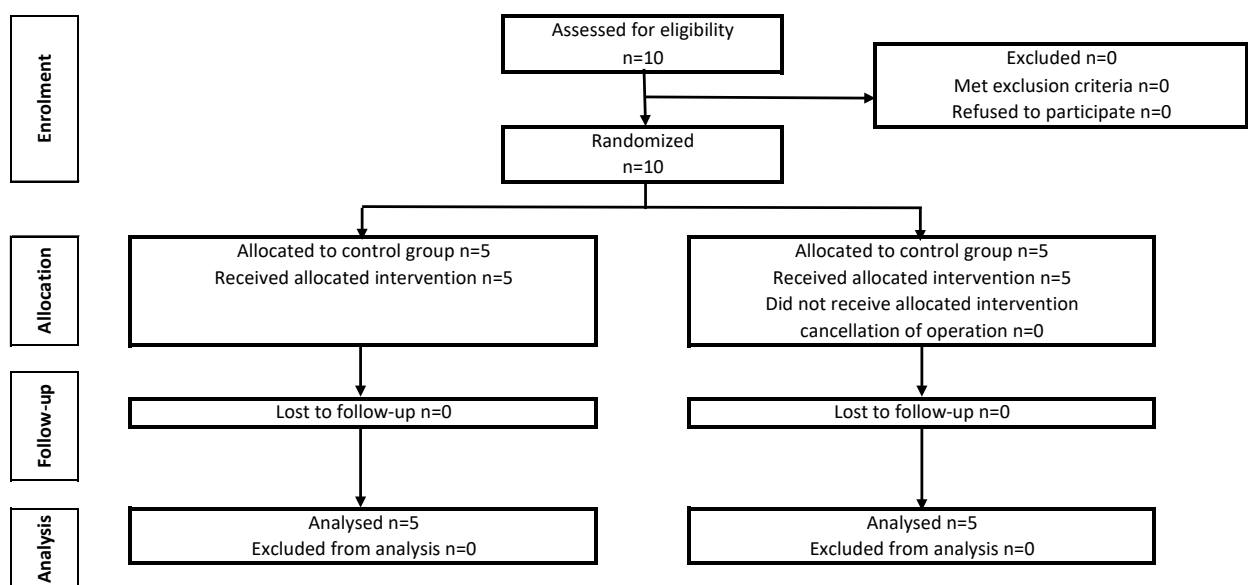 Enrolment
Assessed for eligibility
n=10
Excluded n=0
Met exclusion criteria n=0
Refused to participate n=0
Randomized
n=10
Allocation
Allocated to control group n=5
Received allocated intervention n=5
Allocated to control group n=5
Received allocated intervention n=5
Did not receive allocated intervention
cancellation of operation n=0
Follow-up
Lost to follow-up n=0
Lost to follow-up n=0
Analysis
Analysed n=5
Excluded from analysis n=0
Analysed n=5
Excluded from analysis n=0